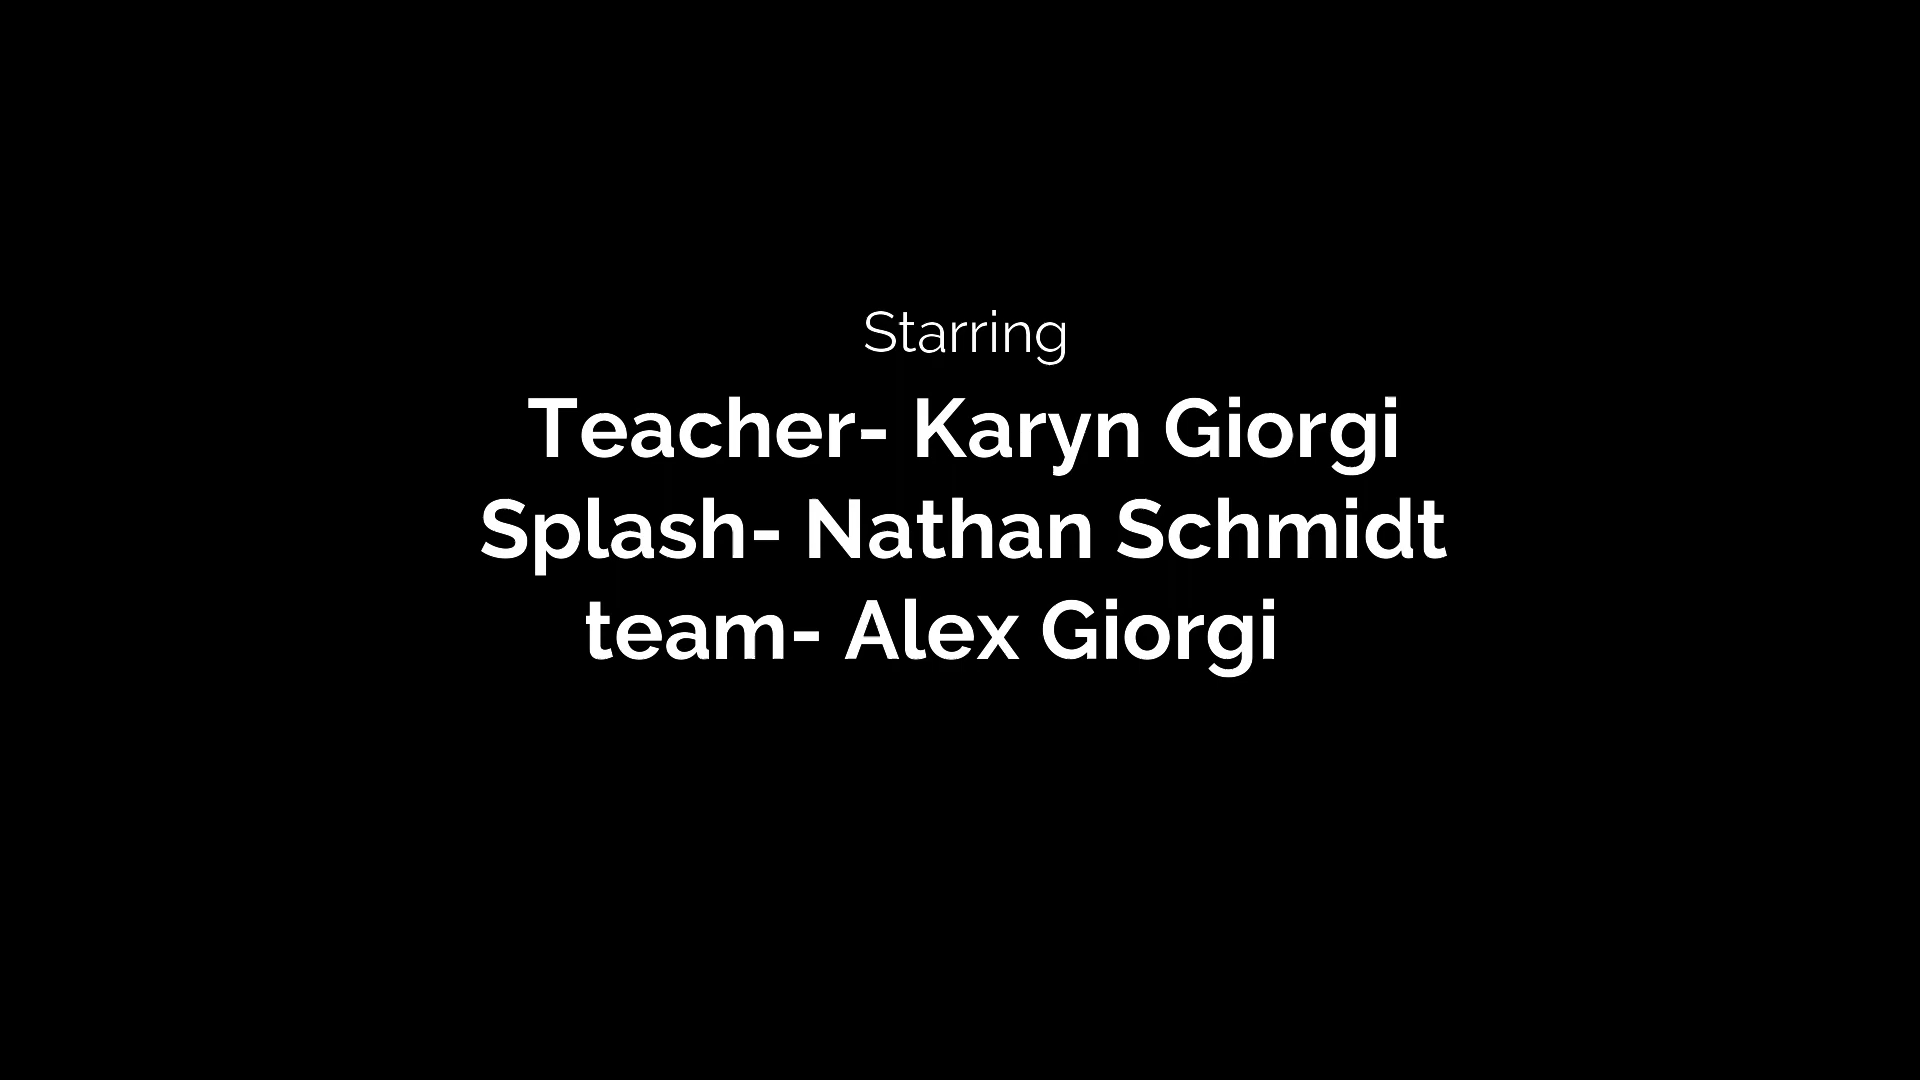 Starring
Teacher- Karyn Giorgi
Splash- Nathan Schmidt
team- Alex Giorgi